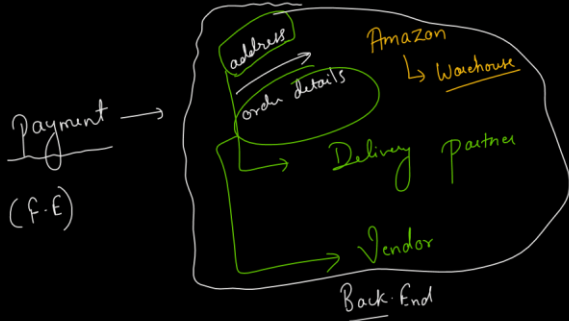 address
Amazon
↳ Warehouse
order details
Payment →
Delivery partner
(F.E)
Vendor
Back-End